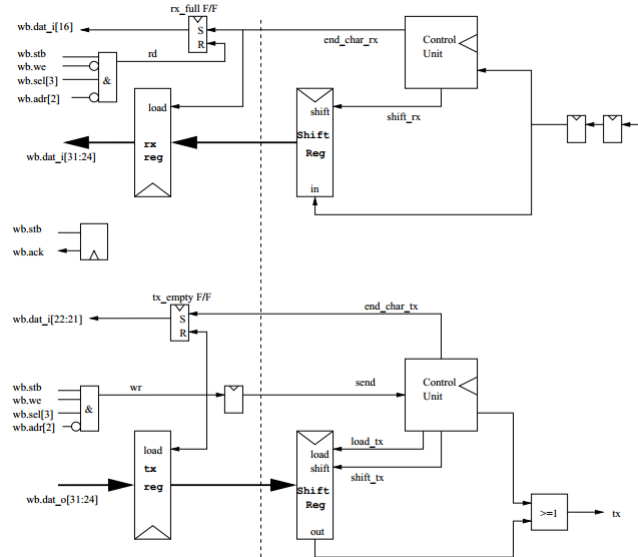 rx_full F/F
wb.dat_i[16]
S
R
end_char_rx
Control
Unit
wb.stb
wb.we
wb.sel[3]
wb.adr[2]
&
rd
load
rx
reg
shift
Shift
Reg
in
shift_rx
wb.dat_i[31:24]
wb.stb
wb.ack
tx_empty F/F
wb.dat_i[22:21]
S
R
end_char_tx
wb.stb
wb.we
wb.sel[3]
wb.adr[2]
&
wr
send
Control
Unit
load
tx
reg
load
shift
Shift
Reg
out
load_tx
shift_tx
wb.dat_o[31:24]
>=1
tx